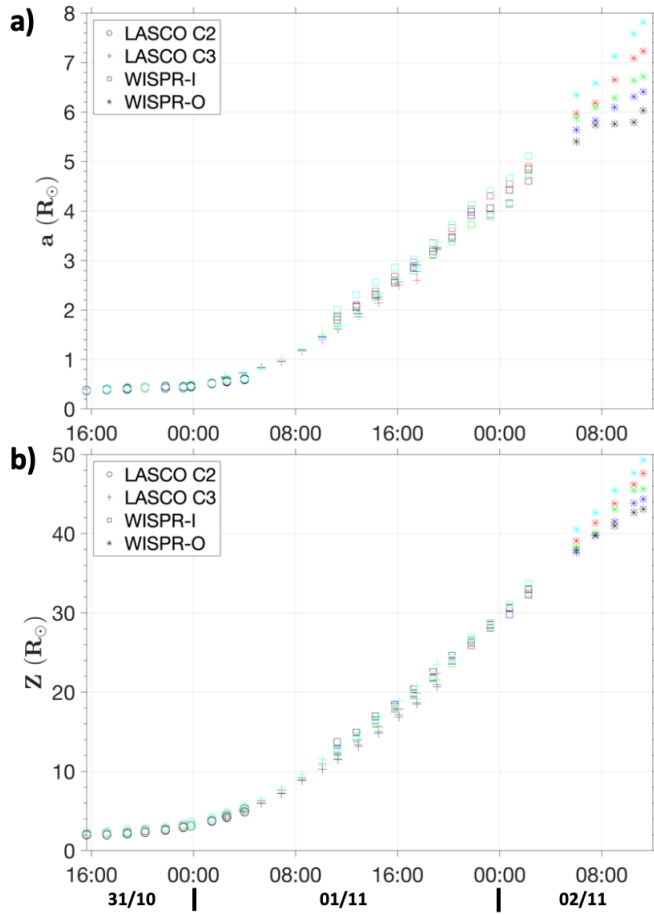 a)
8
7
6
5
4
3
2
1
0
a (R☉)
LASCO C2
LASCO C3
WISPR-I
WISPR-O
16:00 00:00 08:00 16:00 00:00 08:00
b)
50
40
30
20
10
0
Z (R☉)
LASCO C2
LASCO C3
WISPR-I
WISPR-O
16:00 00:00 08:00 16:00 00:00 08:00
31/10 | 01/11 | 02/11